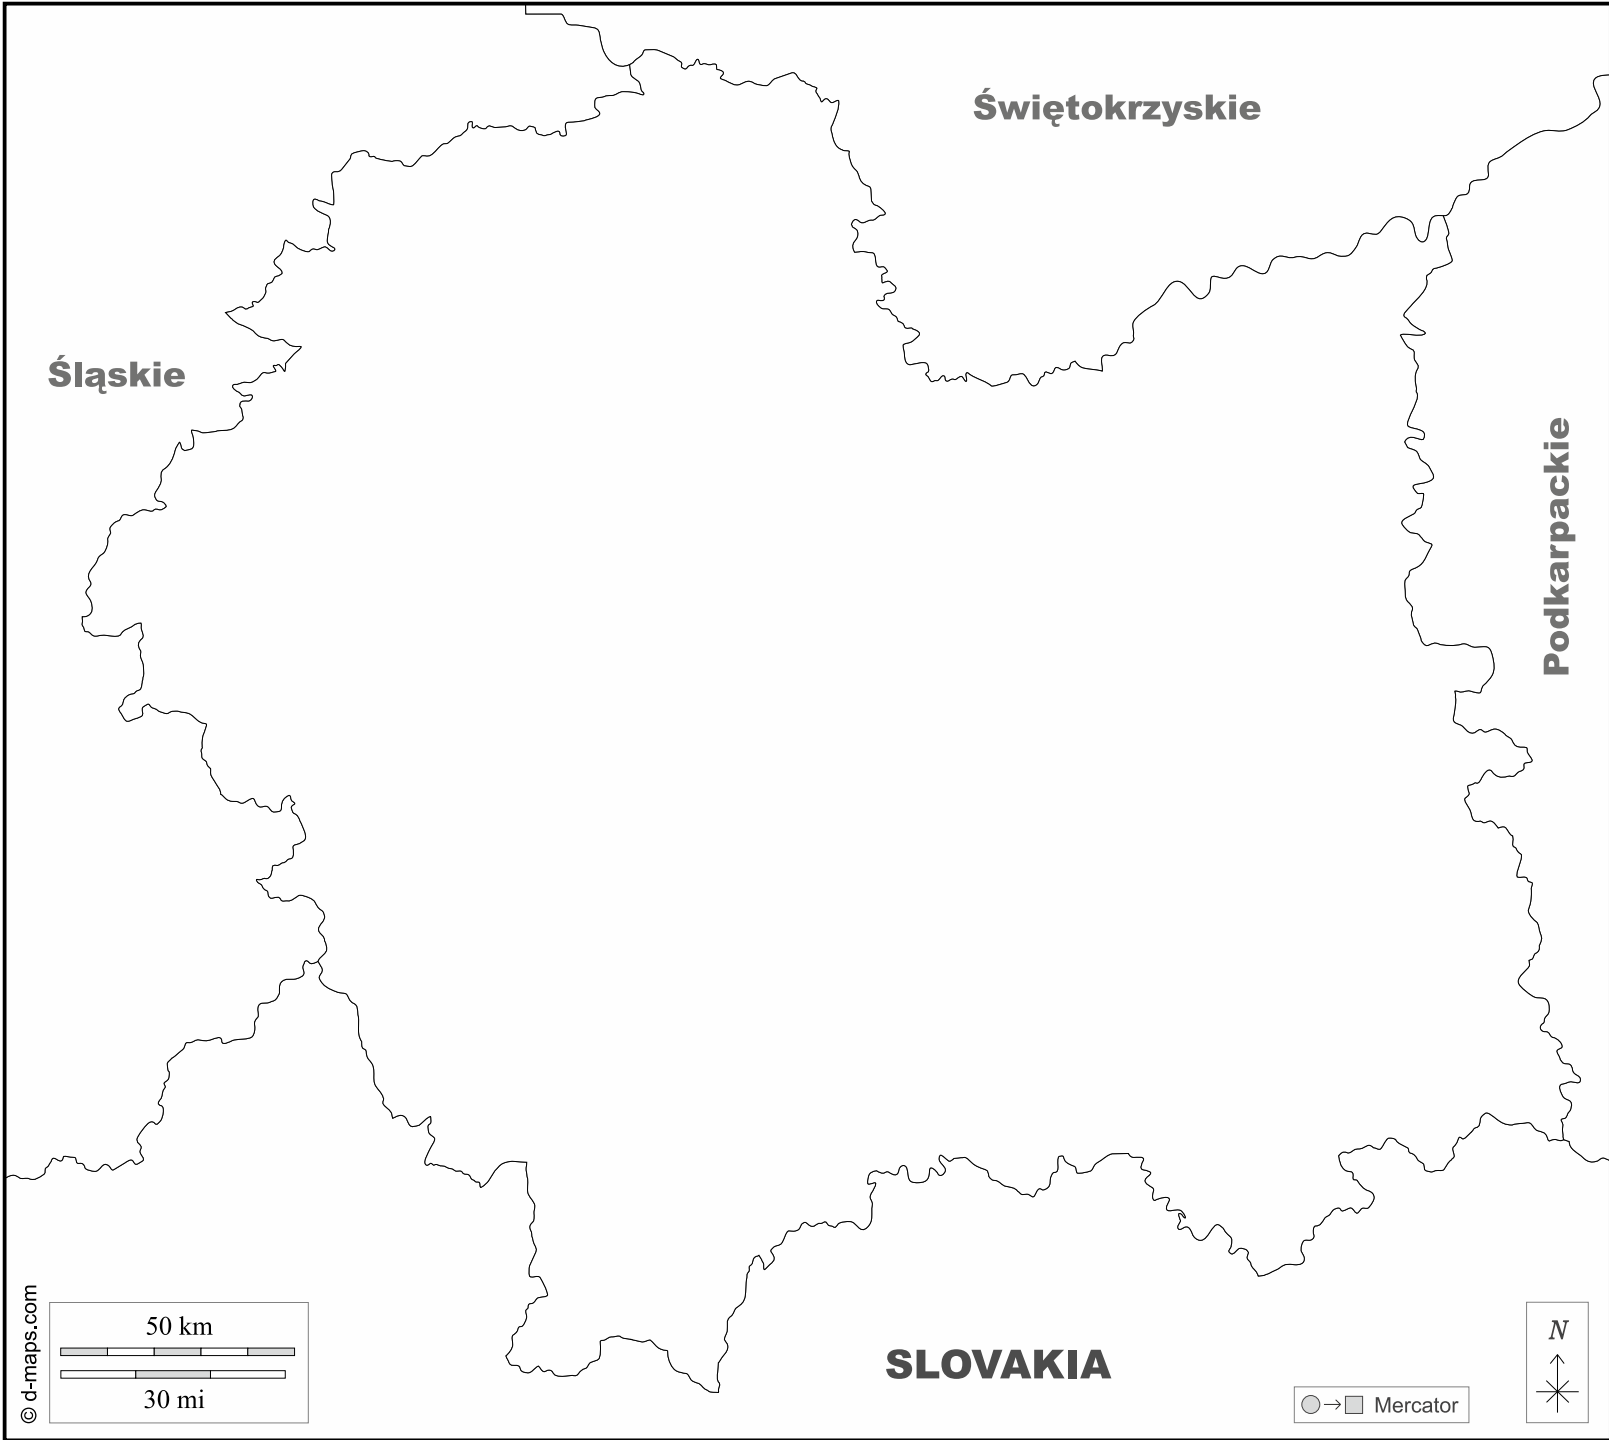 Świętokrzyskie
Śląskie
Podkarpackie
© d-maps.com
50 km
30 mi
SLOVAKIA
N
Mercator